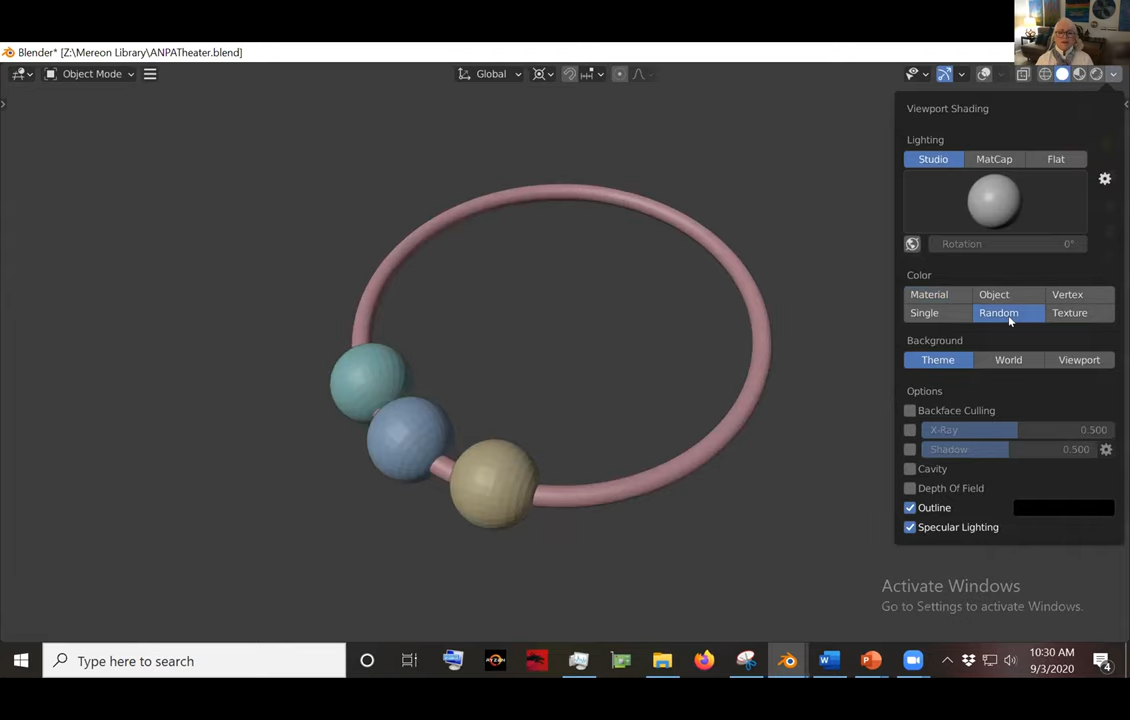 Blender* [Z:\Mereon Library\ANPATheater.blend]
Object Mode
Global
Viewport Shading
Lighting
Studio MatCap Flat
Rotation 0°
Color
Material Object Vertex
Single Random Texture
Background
Theme World Viewport
Options
Backface Culling
X-Ray 0.500
Shadow 0.500
Cavity
Depth Of Field
Outline
Specular Lighting
Activate Windows
Go to Settings to activate Windows.
Type here to search
RYZEN
10:30 AM
9/3/2020
4